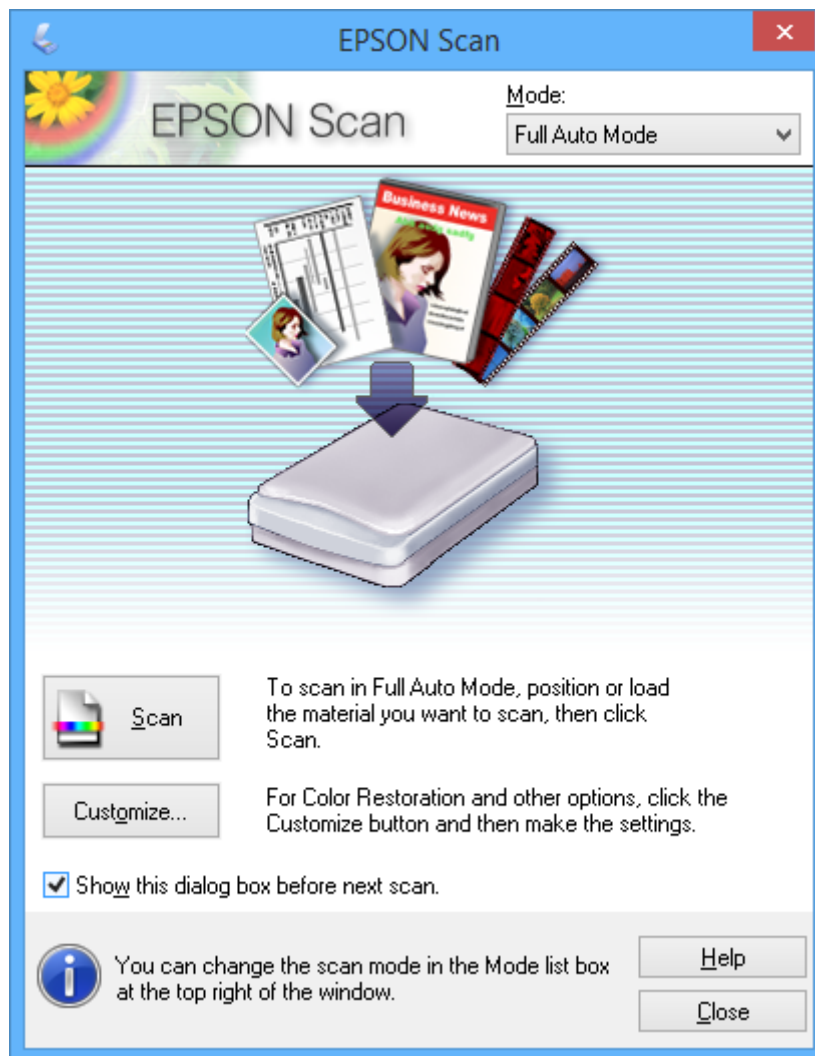 EPSON Scan
EPSON Scan
Mode:
Full Auto Mode
Business News
Scan
To scan in Full Auto Mode, position or load
the material you want to scan, then click
Scan.
Customize...
For Color Restoration and other options, click the
Customize button and then make the settings.
Show this dialog box before next scan.
You can change the scan mode in the Mode list box
at the top right of the window.
Help
Close